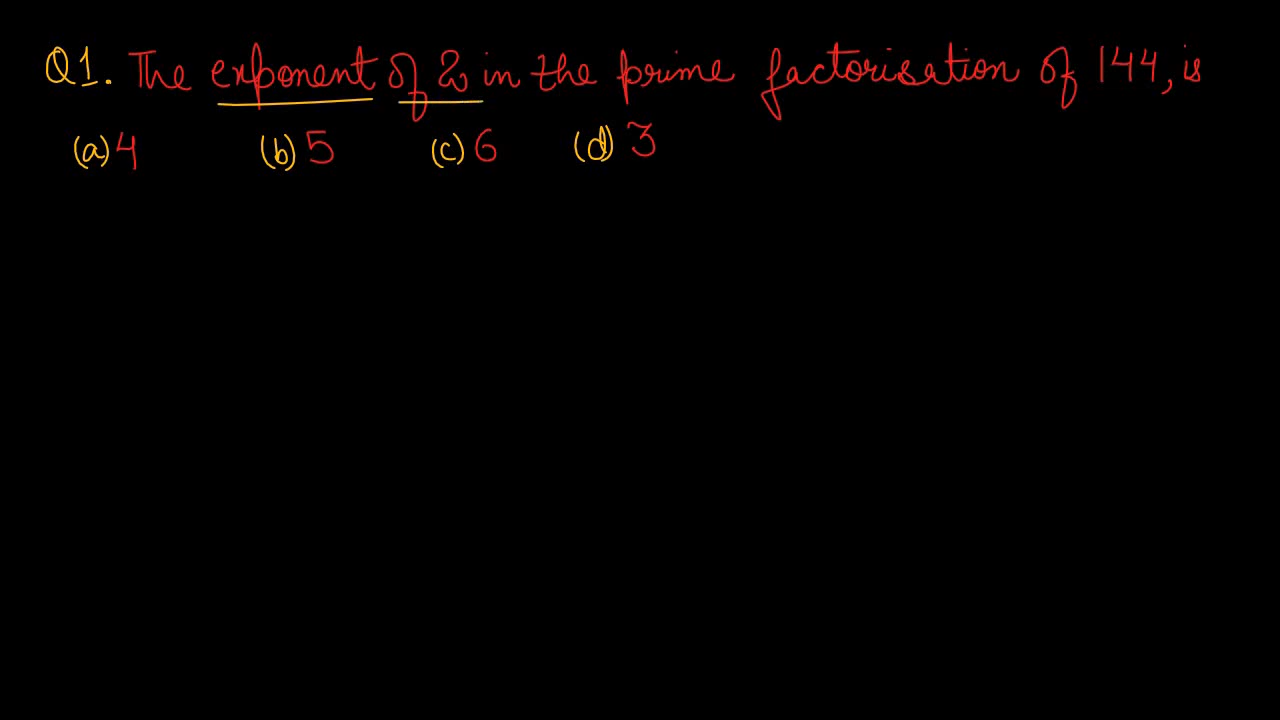 Q1. The exponent of 2 in the prime factorisation of 144, is
(a) 4 (b) 5 (c) 6 (d) 3